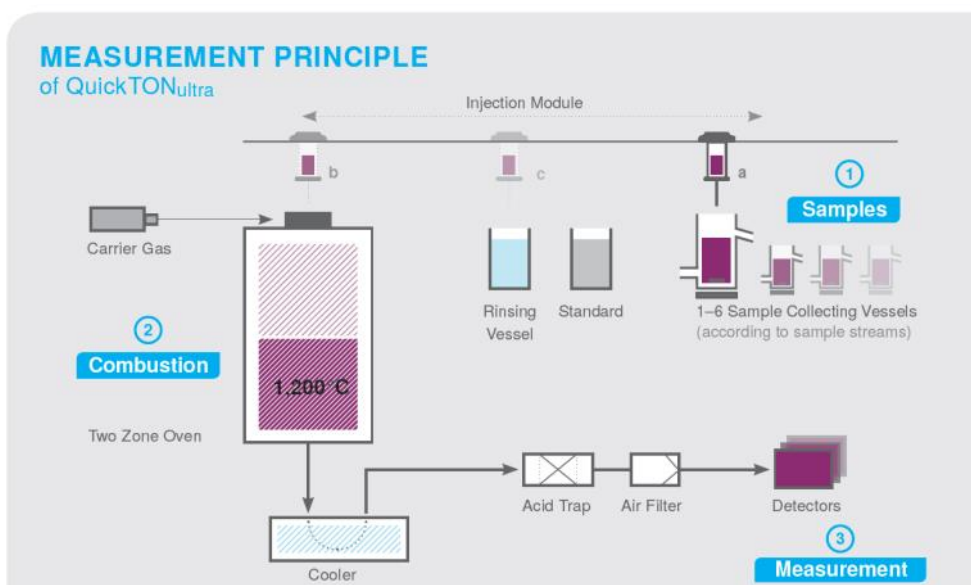 MEASUREMENT PRINCIPLE
of QuickTONultra
Injection Module
b
c
a
1
Samples
Carrier Gas
Rinsing
Vessel
Standard
1–6 Sample Collecting Vessels
(according to sample streams)
2
Combustion
1.200 °C
Two Zone Oven
Acid Trap
Air Filter
Detectors
Cooler
3
Measurement